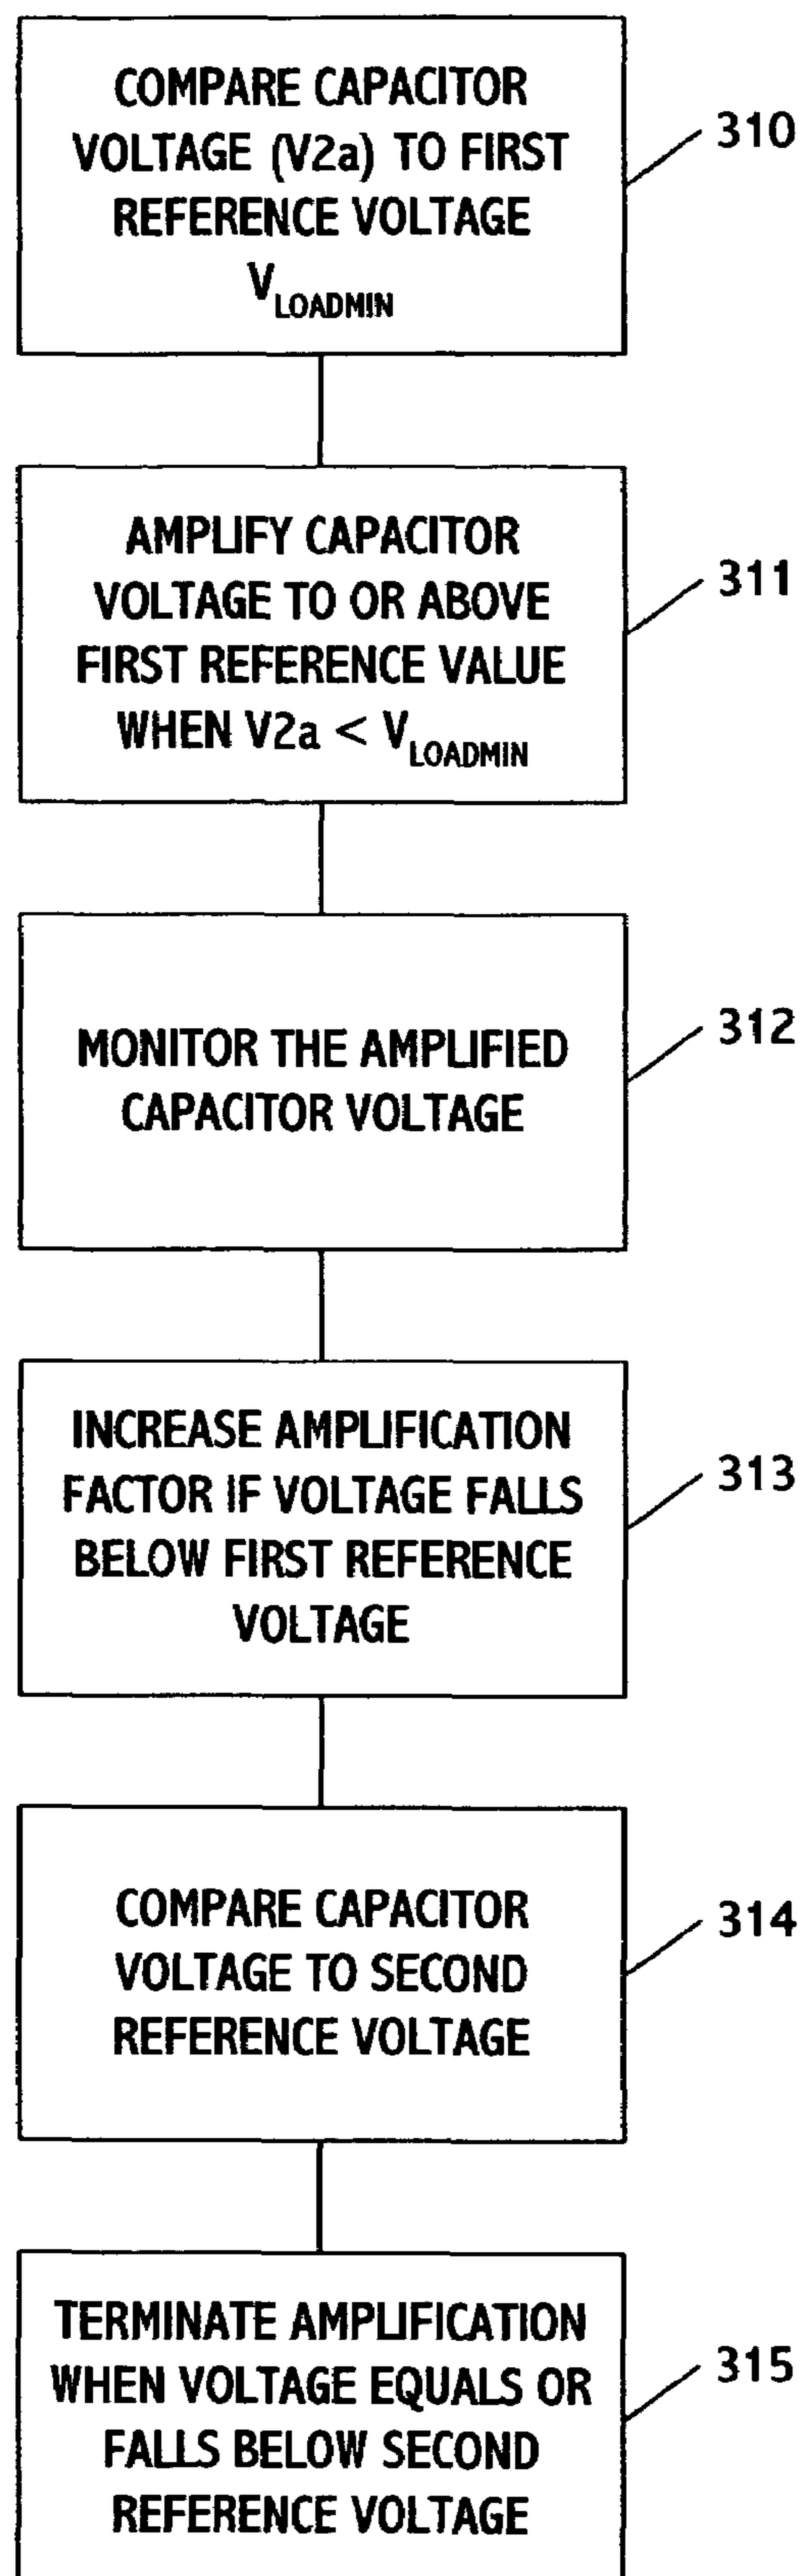 COMPARE CAPACITOR
VOLTAGE (V2a) TO FIRST
REFERENCE VOLTAGE
V LOADMIN
310
AMPLIFY CAPACITOR
VOLTAGE TO OR ABOVE
FIRST REFERENCE VALUE
WHEN V2a < V LOADMIN
311
MONITOR THE AMPLIFIED
CAPACITOR VOLTAGE
312
INCREASE AMPLIFICATION
FACTOR IF VOLTAGE FALLS
BELOW FIRST REFERENCE
VOLTAGE
313
COMPARE CAPACITOR
VOLTAGE TO SECOND
REFERENCE VOLTAGE
314
TERMINATE AMPLIFICATION
WHEN VOLTAGE EQUALS OR
FALLS BELOW SECOND
REFERENCE VOLTAGE
315